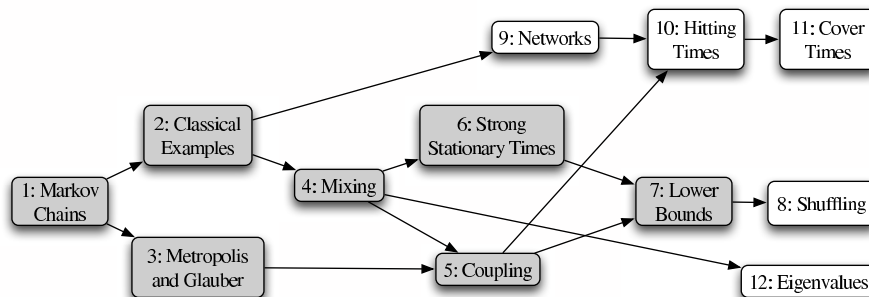 9: Networks
10: Hitting
Times
11: Cover
Times
2: Classical
Examples
6: Strong
Stationary Times
4: Mixing
1: Markov
Chains
7: Lower
Bounds
8: Shuffling
3: Metropolis
and Glauber
5: Coupling
12: Eigenvalues